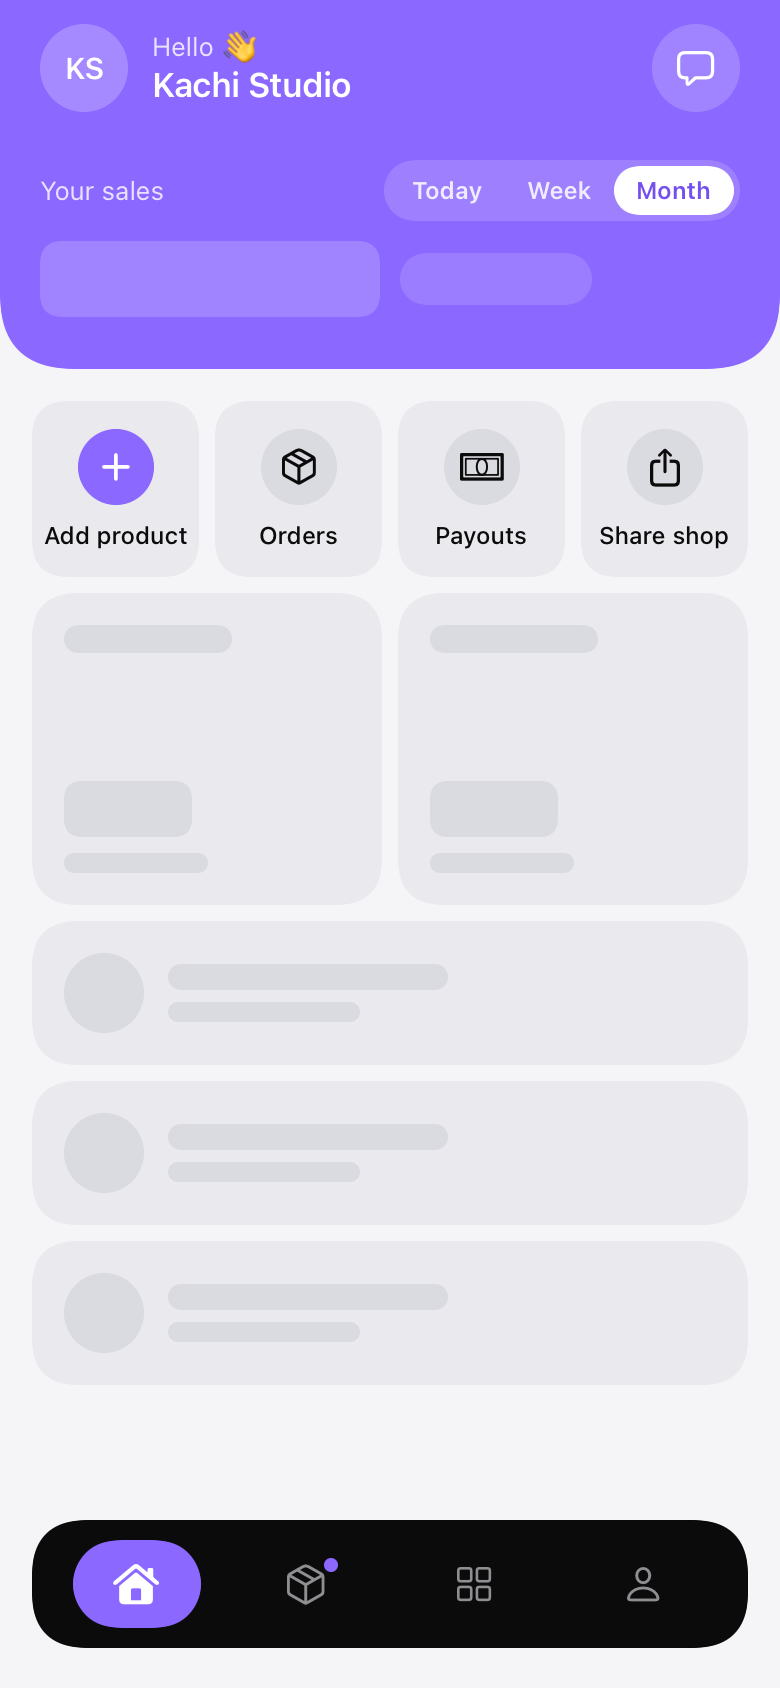 KS
Hello 👋
Kachi Studio
Your sales
Today
Week
Month
Add product
Orders
Payouts
Share shop